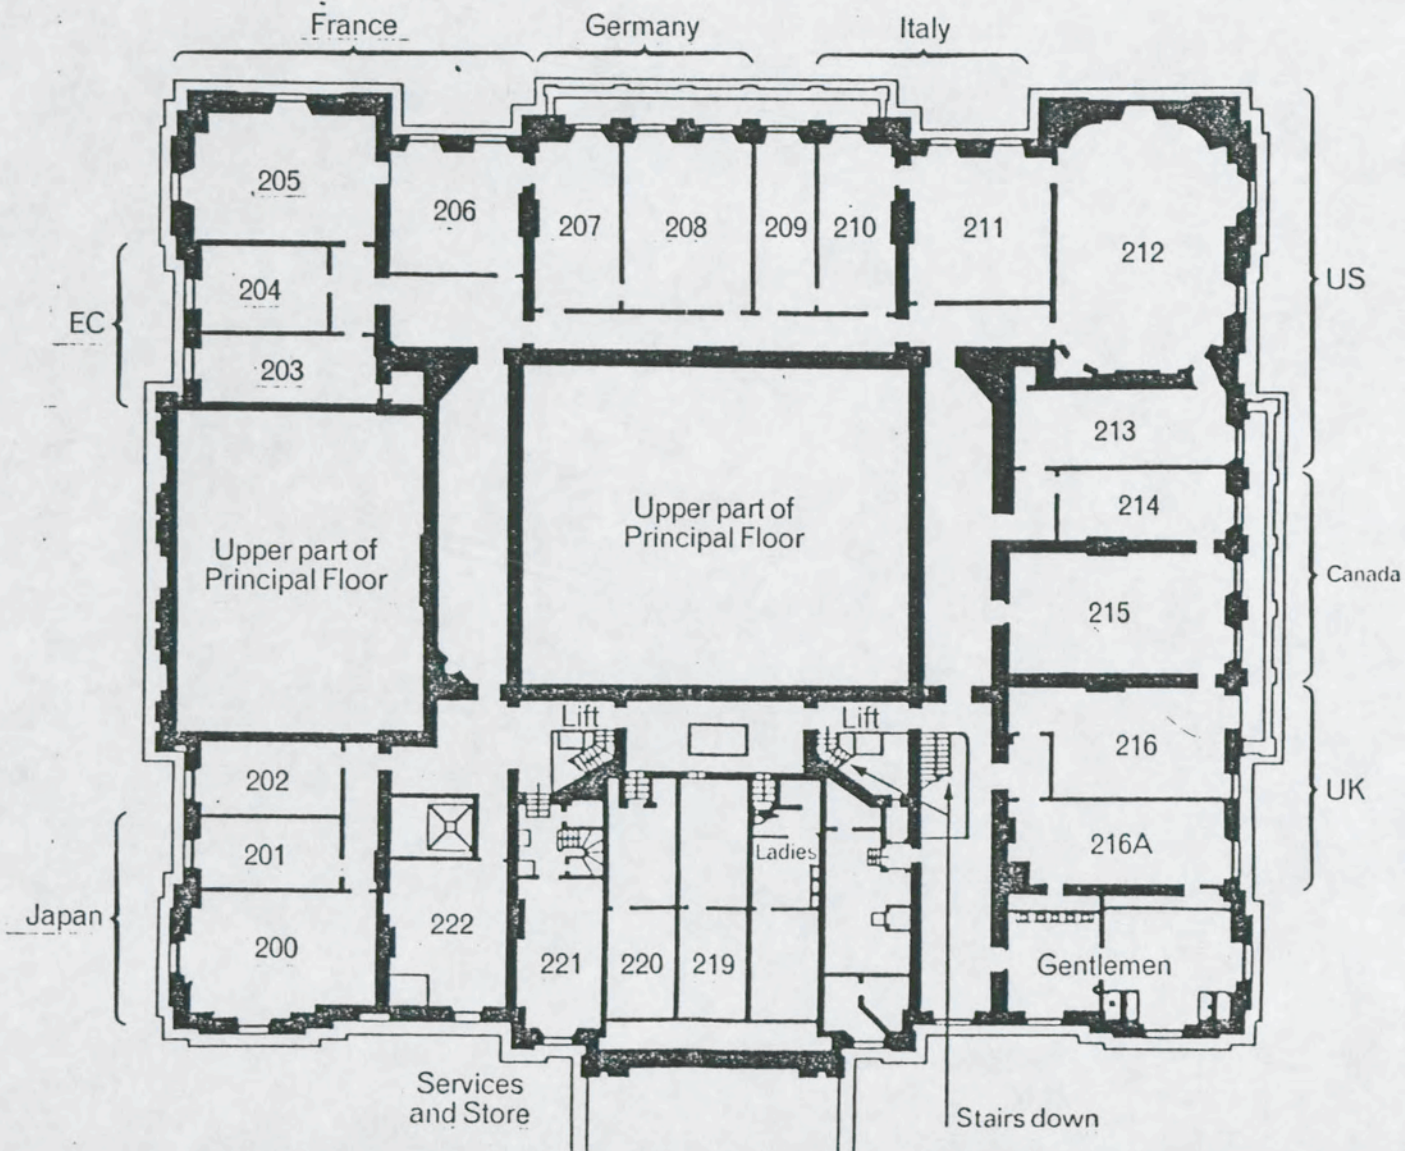 France
Germany
Italy
205
206
207
208
209
210
211
212
US
204
EC
203
213
214
Upper part of
Principal Floor
Upper part of
Principal Floor
Canada
215
Lift
Lift
216
202
UK
201
Ladies
216A
Japan
200
222
221
220
219
Gentlemen
Services
and Store
Stairs down